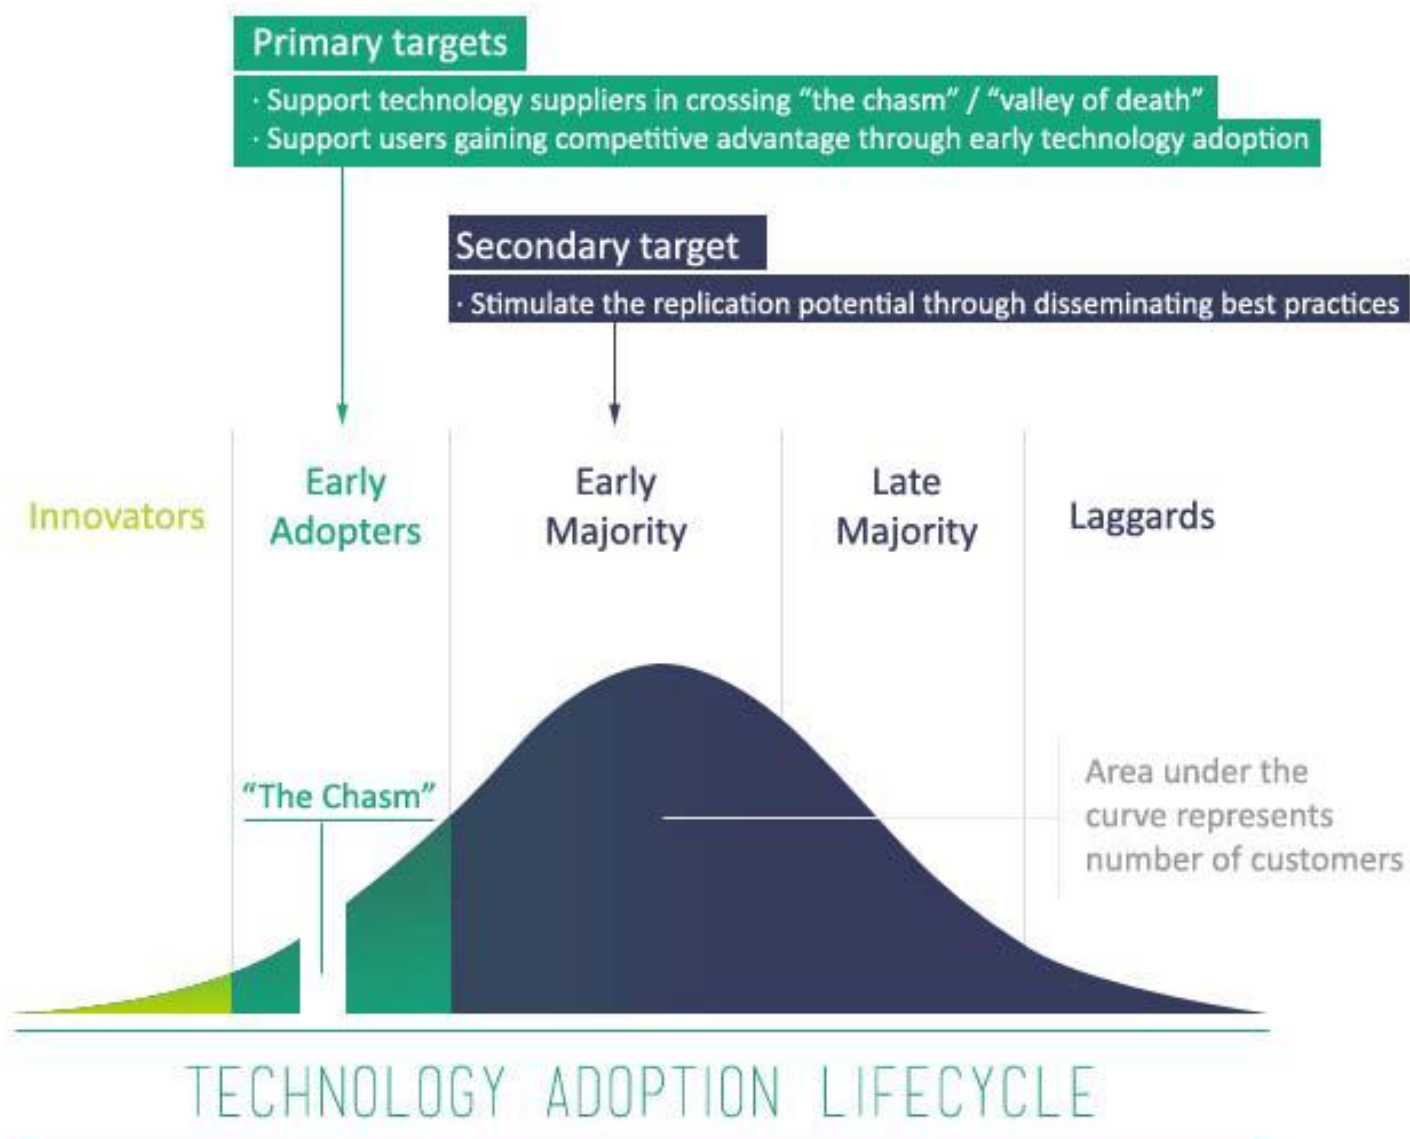 Primary targets
· Support technology suppliers in crossing “the chasm” / “valley of death”
· Support users gaining competitive advantage through early technology adoption
Secondary target
· Stimulate the replication potential through disseminating best practices
Innovators
Early
Adopters
Early
Majority
Late
Majority
Laggards
“The Chasm”
Area under the
curve represents
number of customers
TECHNOLOGY ADOPTION LIFECYCLE